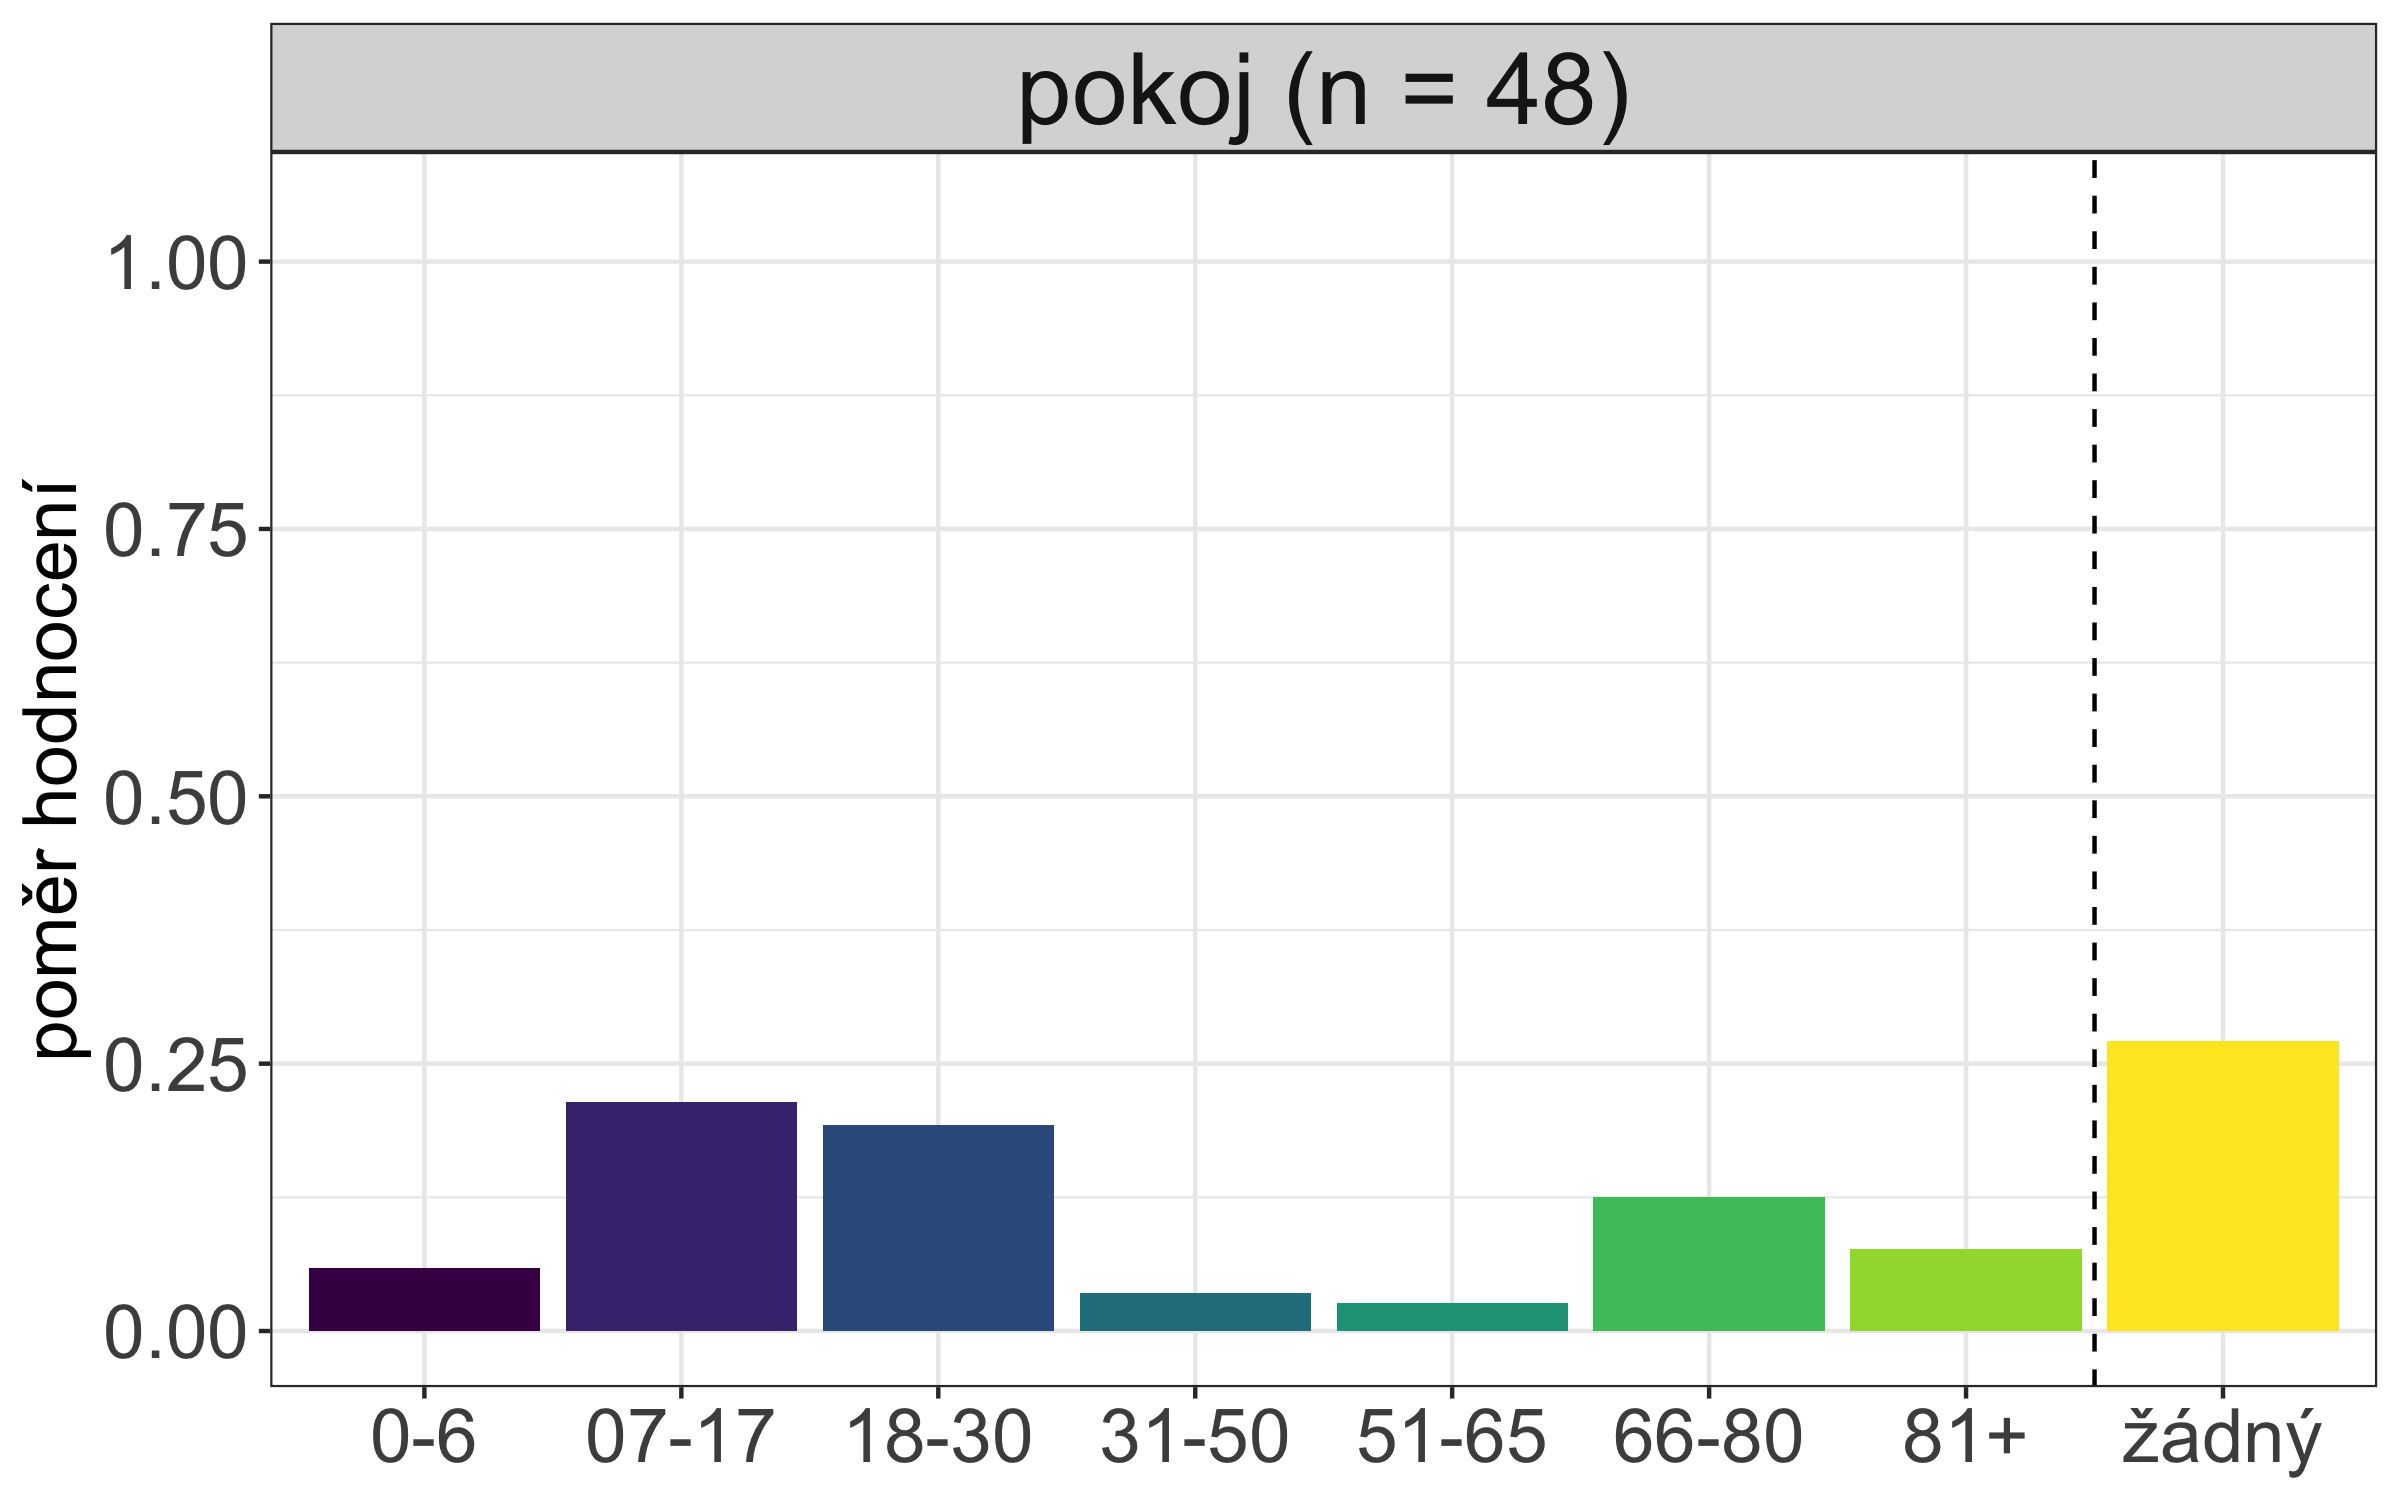 pokoj (n = 48)
poměr hodnocení
1.00
0.75
0.50
0.25
0.00
0-6 07-17 18-30 31-50 51-65 66-80 81+ žádný